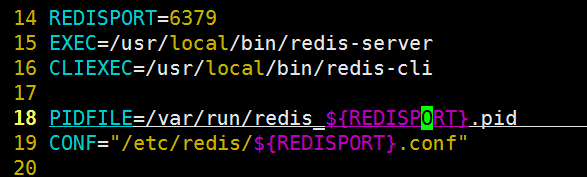 14 REDISPORT=6379
15 EXEC=/usr/local/bin/redis-server
16 CLIEXEC=/usr/local/bin/redis-cli
17
18 PIDFILE=/var/run/redis_${REDISPORT}.pid
19 CONF="/etc/redis/${REDISPORT}.conf"
20